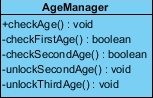 AgeManager
+checkAge() : void
-checkFirstAge() : boolean
-checkSecondAge() : boolean
-unlockSecondAge() : void
-unlockThirdAge() : void